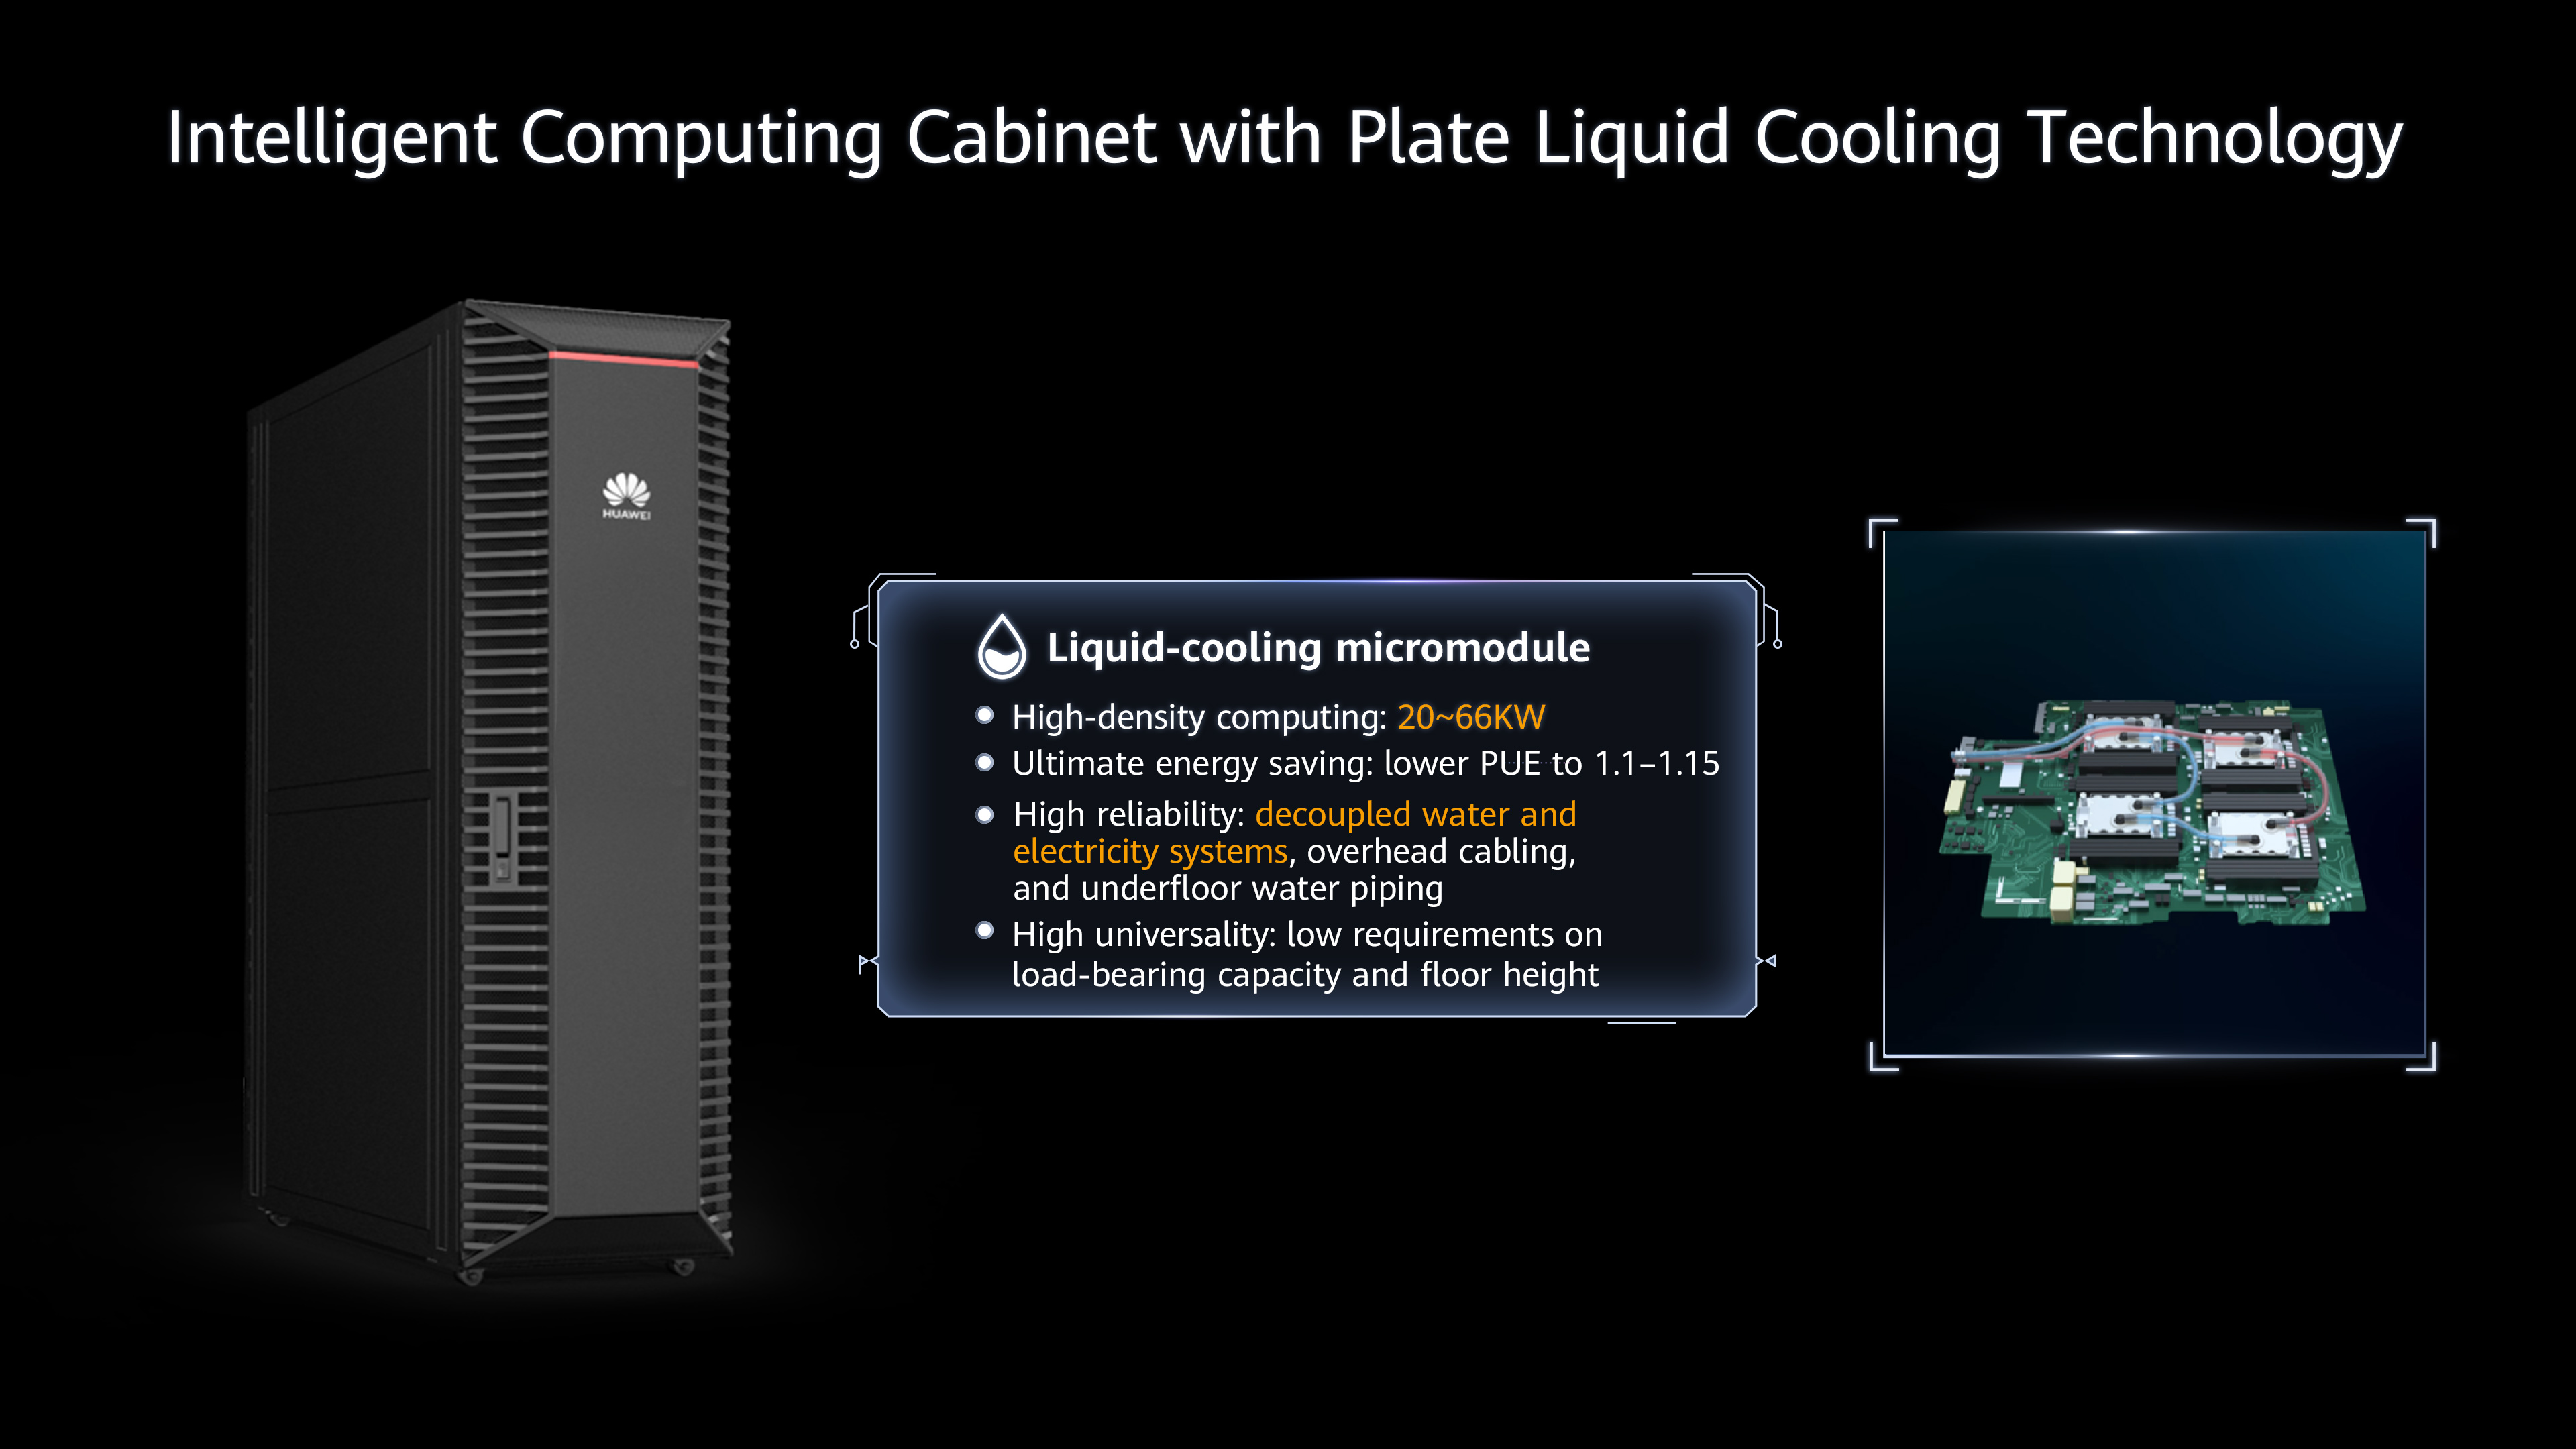 Intelligent Computing Cabinet with Plate Liquid Cooling Technology
HUAWEI
Liquid-cooling micromodule
High-density computing: 20~66KW
Ultimate energy saving: lower PUE to 1.1–1.15
High reliability: decoupled water and
electricity systems, overhead cabling,
and underfloor water piping
High universality: low requirements on
load-bearing capacity and floor height